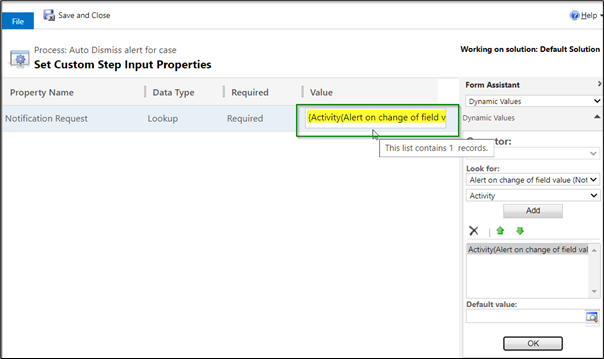 Save and Close
File
Help
Process: Auto Dismiss alert for case
Set Custom Step Input Properties
Working on solution: Default Solution
Property Name
Data Type
Required
Value
Notification Request
Lookup
Required
{Activity(Alert on change of field v
This list contains 1 records.
Form Assistant
Dynamic Values
Dynamic Values
Look for:
Alert on change of field value (Not
Activity
Add
Activity(Alert on change of field val
Default value:
OK